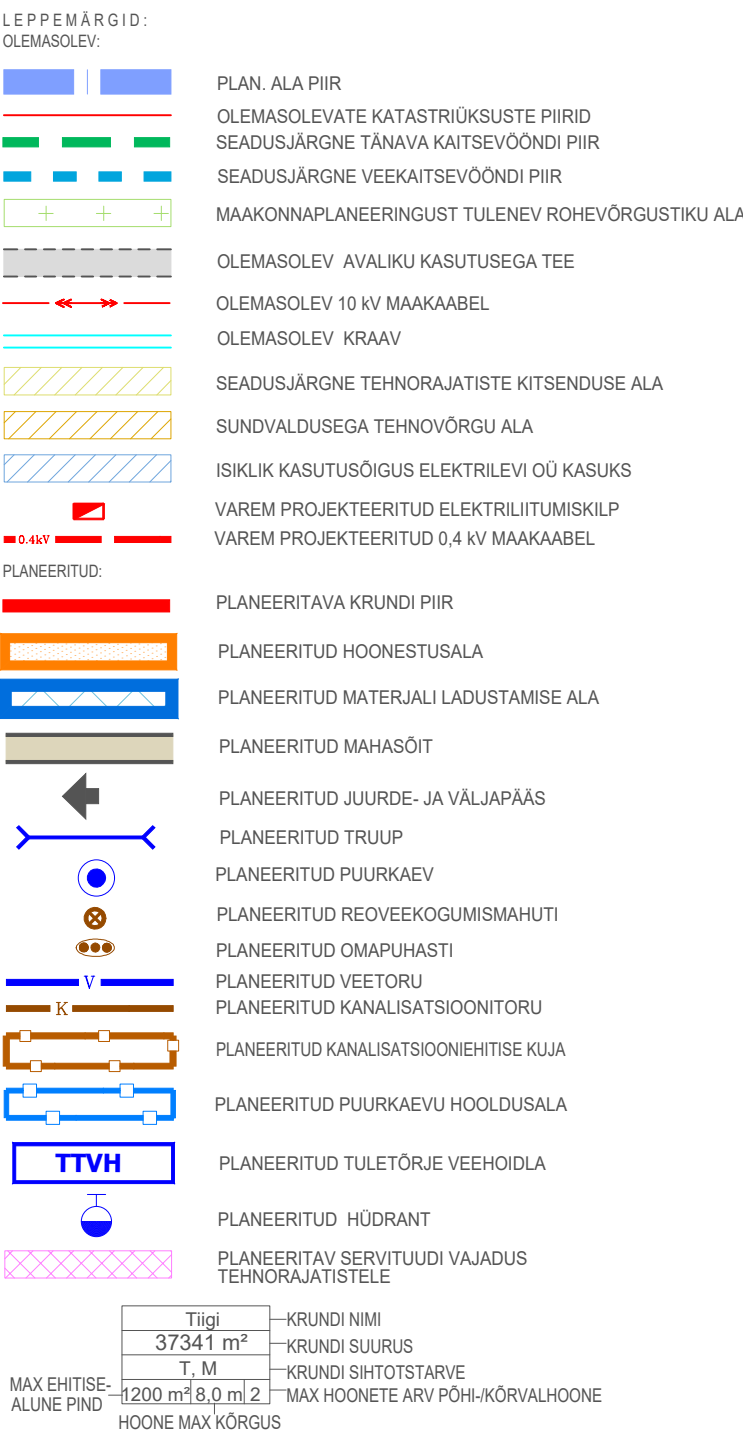 LEPPEMÄRGID:
OLEMASOLEV:
PLAN. ALA PIIR
OLEMASOLEVATE KATASTRIÜKSUSTE PIIRID
SEADUSJÄRGNE TÄNAVA KAITSEVÖÖNDI PIIR
SEADUSJÄRGNE VEEKAITSEVÖÖNDI PIIR
MAAKONNAPLANEERINGUST TULENEV ROHEVÕRGUSTIKU ALA
OLEMASOLEV AVALIKU KASUTUSEGA TEE
OLEMASOLEV 10 kV MAAKAABEL
OLEMASOLEV KRAAV
SEADUSJÄRGNE TEHNORAJATISTE KITSENDUSE ALA
SUNDVALDUSEGA TEHNOVÕRGU ALA
ISIKLIK KASUTUSÕIGUS ELEKTRILEVI OÜ KASUKS
VAREM PROJEKTEERITUD ELEKTRILIITUMISKILP
0.4kV VAREM PROJEKTEERITUD 0,4 kV MAAKAABEL
PLANEERITUD:
PLANEERITAVA KRUNDI PIIR
PLANEERITUD HOONESTUSALA
PLANEERITUD MATERJALI LADUSTAMISE ALA
PLANEERITUD MAHASÕIT
PLANEERITUD JUURDE- JA VÄLJAPÄÄS
PLANEERITUD TRUUP
PLANEERITUD PUURKAEV
PLANEERITUD REOVEEKOGUMISMAHUTI
PLANEERITUD OMAPUHASTI
V PLANEERITUD VEETORU
K PLANEERITUD KANALISATSIOONITORU
PLANEERITUD KANALISATSIOONIEHITISE KUJA
PLANEERITUD PUURKAEVU HOOLDUSALA
TTVH PLANEERITUD TULETÕRJE VEEHOIDLA
PLANEERITUD HÜDRANT
PLANEERITAV SERVITUUDI VAJADUS
TEHNORAJATISTELE
Tiigi KRUNDI NIMI
37341 m² KRUNDI SUURUS
T, M KRUNDI SIHTOTSTARVE
MAX EHITISE-
ALUNE PIND
1200 m² 8,0 m 2 MAX HOONETE ARV PÕHI-/KÕRVALHOONE
HOONE MAX KÕRGUS